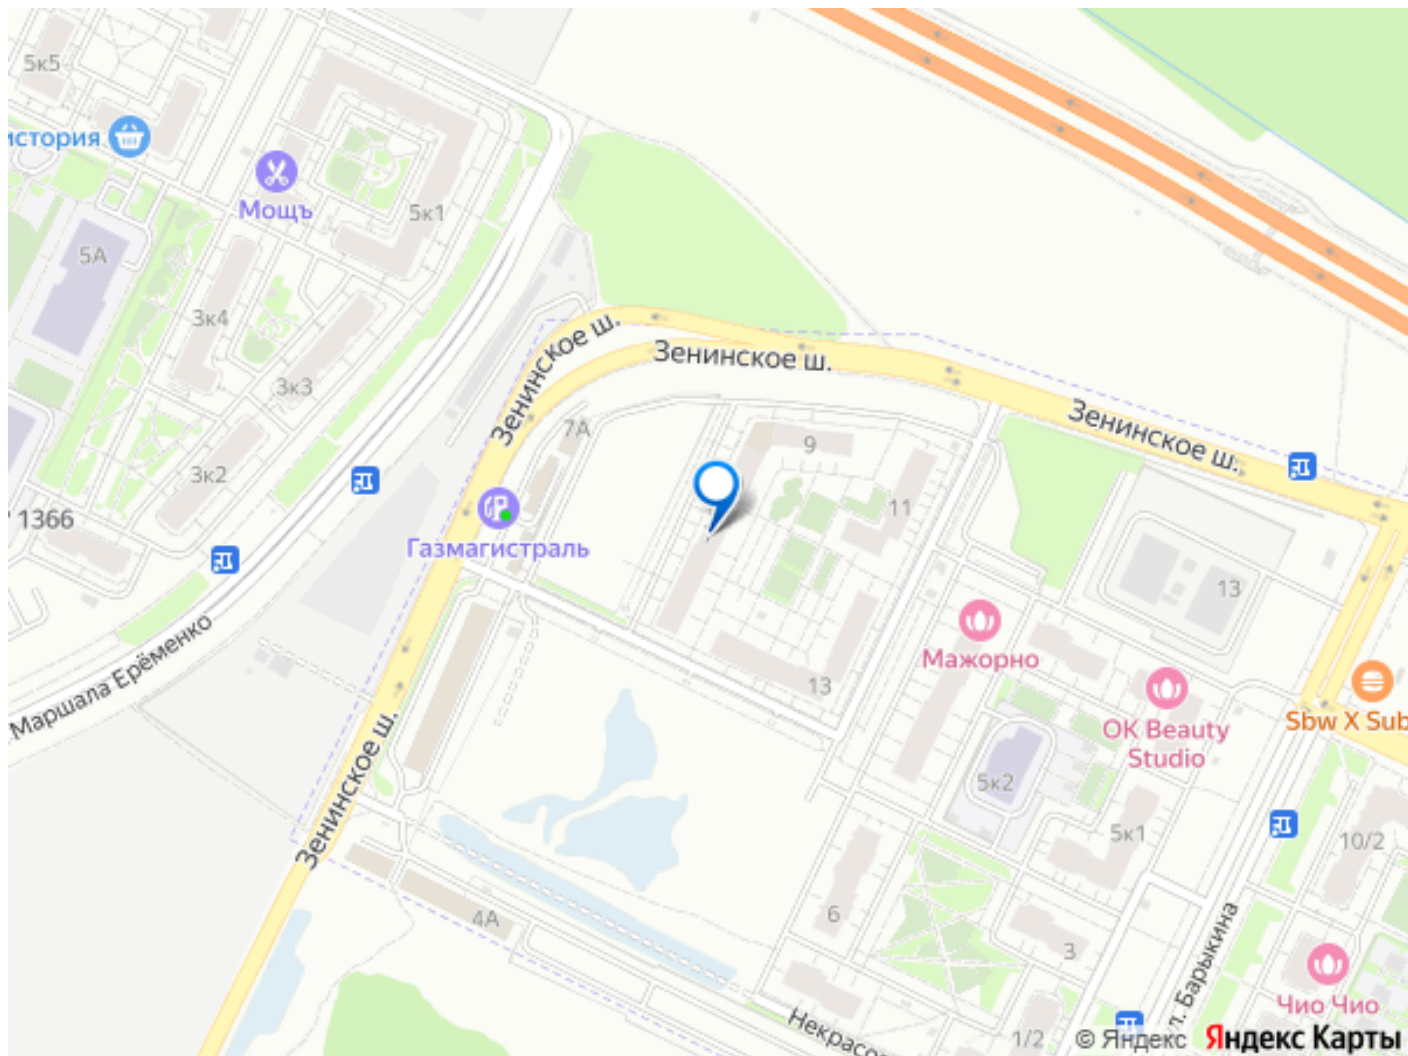 5к5
история
Мощъ
5к1
5А
3к4
3к3
3к2
1366
Зенинское ш.
Зенинское ш.
Зенинское ш.
7А
9
11
Газмагистраль
13
Маршала Ерёменко
Мажорно
13
OK Beauty
Studio
Sbw X Sub
Зенинское ш.
5к2
5к1
10/2
4А
6
3
л. Барыкина
Чио Чио
Некрасо
1/2
© Яндекс Яндекс Карты